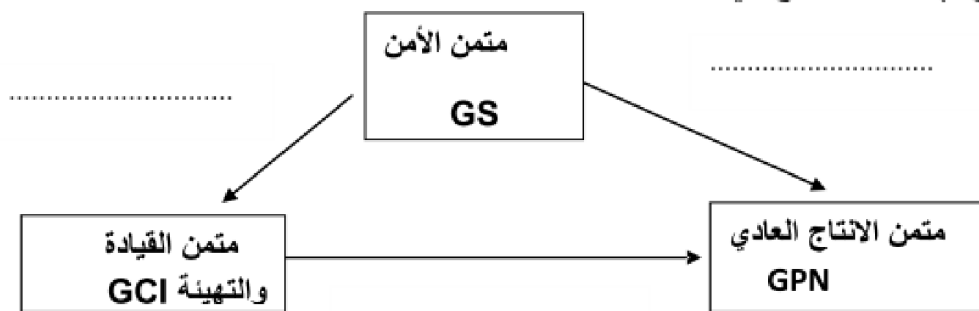 متمن الأمن
GS
..............................
..............................
متمن القيادة
والتهيئة GCI
متمن الانتاج العادي
GPN